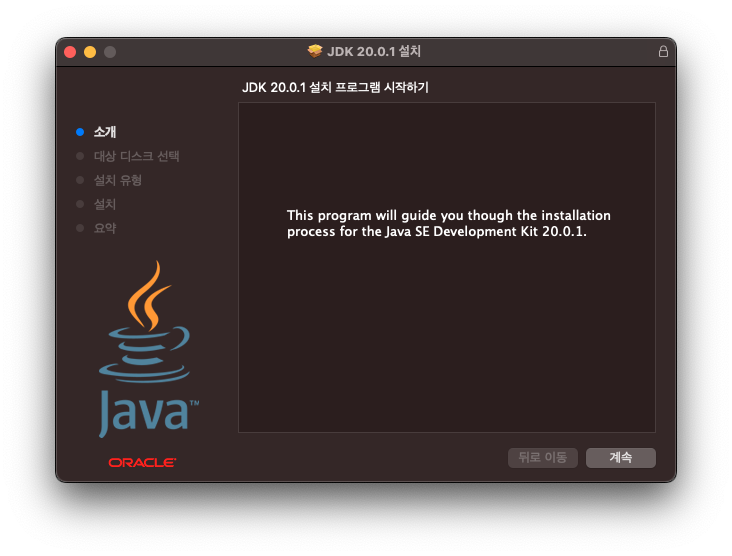 JDK 20.0.1 설치
JDK 20.0.1 설치 프로그램 시작하기
소개
대상 디스크 선택
설치 유형
설치
요약
This program will guide you though the installation
process for the Java SE Development Kit 20.0.1.
Java™
ORACLE
뒤로 이동
계속